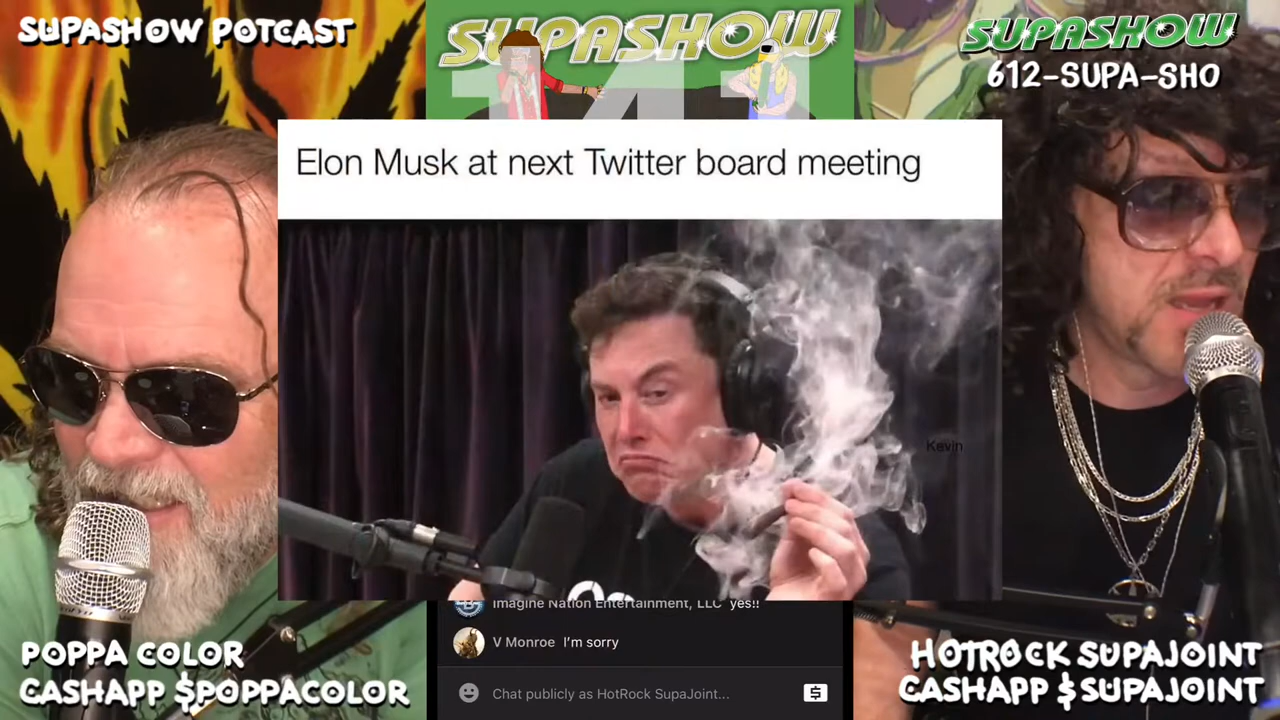 SUPASHOW POTCAST
SUPASHOW
141
SUPASHOW
612-SUPA-SHO
Elon Musk at next Twitter board meeting
Kevin
Imagine Nation Entertainment, LLC yes!!
V Monroe I'm sorry
Chat publicly as HotRock SupaJoint...
POPPA COLOR
CASHAPP $POPPACOLOR
HOTROCK SUPAJOINT
CASHAPP $SUPAJOINT